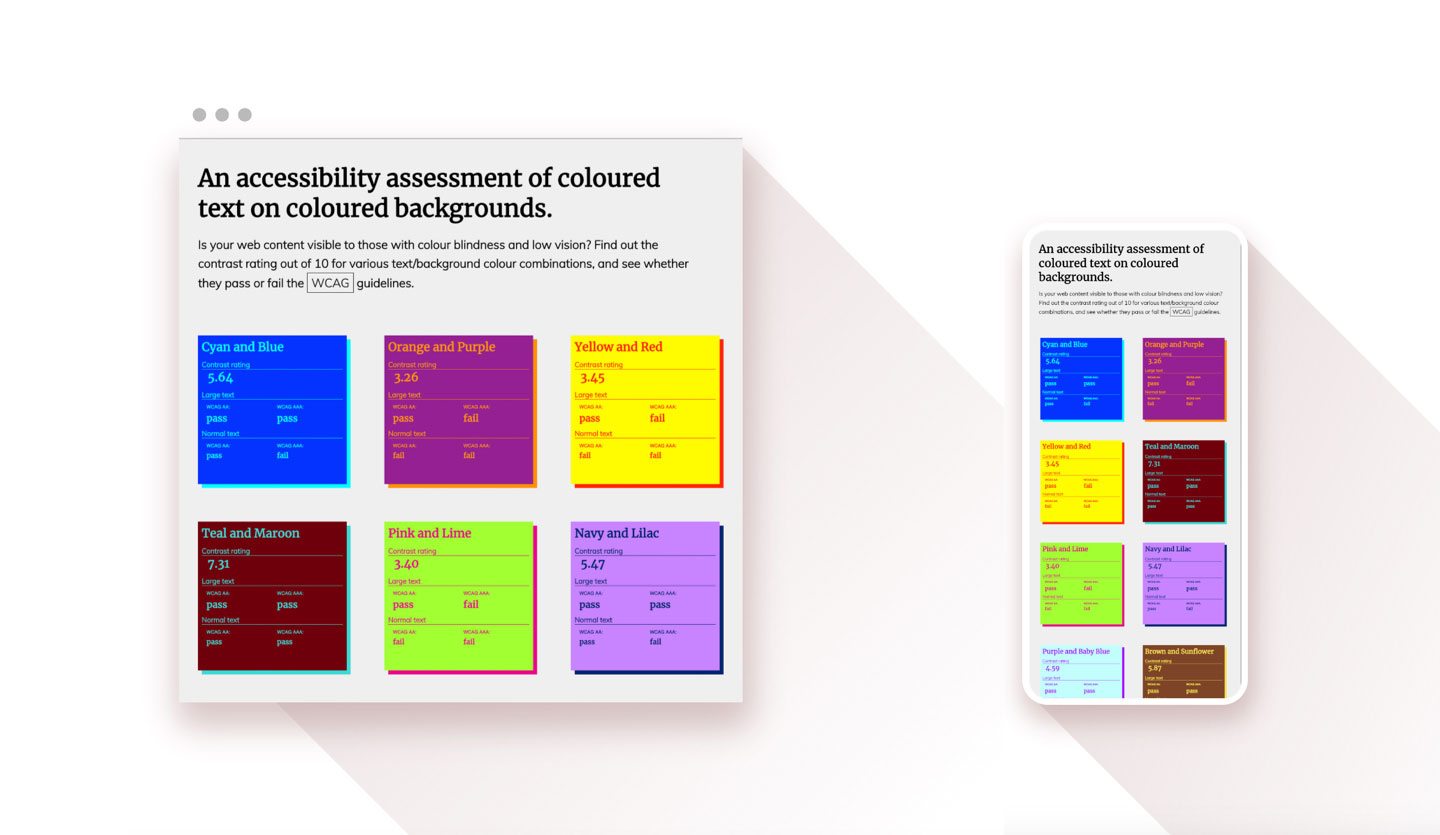 An accessibility assessment of coloured
text on coloured backgrounds.
Is your web content visible to those with colour blindness and low vision? Find out the
contrast rating out of 10 for various text/background colour combinations, and see whether
they pass or fail the WCAG guidelines.
Cyan and Blue
Contrast rating
5.64
Large text
WCAG AA: WCAG AAA:
pass pass
Normal text
WCAG AA: WCAG AAA:
pass fail
Orange and Purple
Contrast rating
3.26
Large text
WCAG AA: WCAG AAA:
pass fail
Normal text
WCAG AA: WCAG AAA:
fail fail
Yellow and Red
Contrast rating
3.45
Large text
WCAG AA: WCAG AAA:
pass fail
Normal text
WCAG AA: WCAG AAA:
fail fail
Teal and Maroon
Contrast rating
7.31
Large text
WCAG AA: WCAG AAA:
pass pass
Normal text
WCAG AA: WCAG AAA:
pass pass
Pink and Lime
Contrast rating
3.40
Large text
WCAG AA: WCAG AAA:
pass fail
Normal text
WCAG AA: WCAG AAA:
fail fail
Navy and Lilac
Contrast rating
5.47
Large text
WCAG AA: WCAG AAA:
pass pass
Normal text
WCAG AA: WCAG AAA:
pass fail
An accessibility assessment of
coloured text on coloured
backgrounds.
Is your web content visible to those with colour blindness and low vision?
Find out the contrast rating out of 10 for various text/background colour
combinations, and see whether they pass or fail the WCAG guidelines.
Cyan and Blue
Contrast rating
5.64
Large text
WCAG AA: WCAG AAA:
pass pass
Normal text
WCAG AA: WCAG AAA:
pass fail
Orange and Purple
Contrast rating
3.26
Large text
WCAG AA: WCAG AAA:
pass fail
Normal text
WCAG AA: WCAG AAA:
fail fail
Yellow and Red
Contrast rating
3.45
Large text
WCAG AA: WCAG AAA:
pass fail
Normal text
WCAG AA: WCAG AAA:
fail fail
Teal and Maroon
Contrast rating
7.31
Large text
WCAG AA: WCAG AAA:
pass pass
Normal text
WCAG AA: WCAG AAA:
pass pass
Pink and Lime
Contrast rating
3.40
Large text
WCAG AA: WCAG AAA:
pass fail
Normal text
WCAG AA: WCAG AAA:
fail fail
Navy and Lilac
Contrast rating
5.47
Large text
WCAG AA: WCAG AAA:
pass pass
Normal text
WCAG AA: WCAG AAA:
pass fail
Purple and Baby Blue
Contrast rating
4.59
Large text
WCAG AA: WCAG AAA:
pass pass
Brown and Sunflower
Contrast rating
5.87
Large text
WCAG AA: WCAG AAA:
pass pass